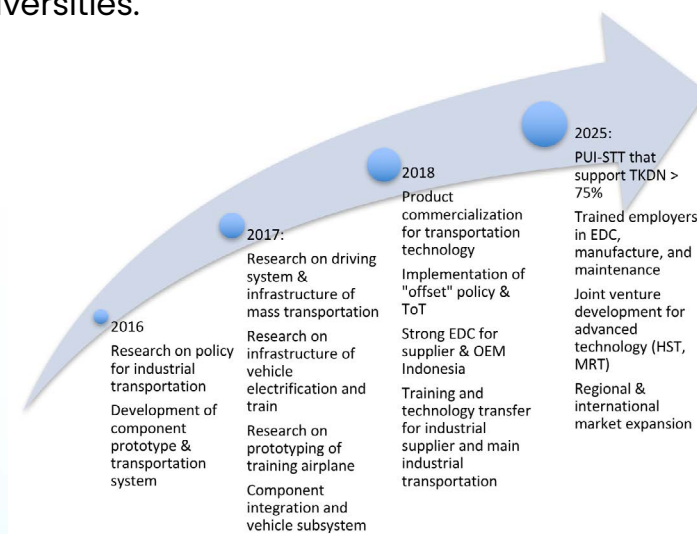 iversities.
2016
Research on policy
for industrial
transportation
Development of
component
prototype &
transportation
system
2017:
Research on driving
system &
infrastructure of
mass transportation
Research on
infrastructure of
vehicle
electrification and
train
Research on
prototyping of
training airplane
Component
integration and
vehicle subsystem
2018
Product
commercialization
for transportation
technology
Implementation of
"offset" policy &
ToT
Strong EDC for
supplier & OEM
Indonesia
Training and
technology transfer
for industrial
supplier and main
industrial
transportation
2025:
PUI-STT that
support TKDN >
75%
Trained employers
in EDC,
manufacture, and
maintenance
Joint venture
development for
advanced
technology (HST,
MRT)
Regional &
international
market expansion